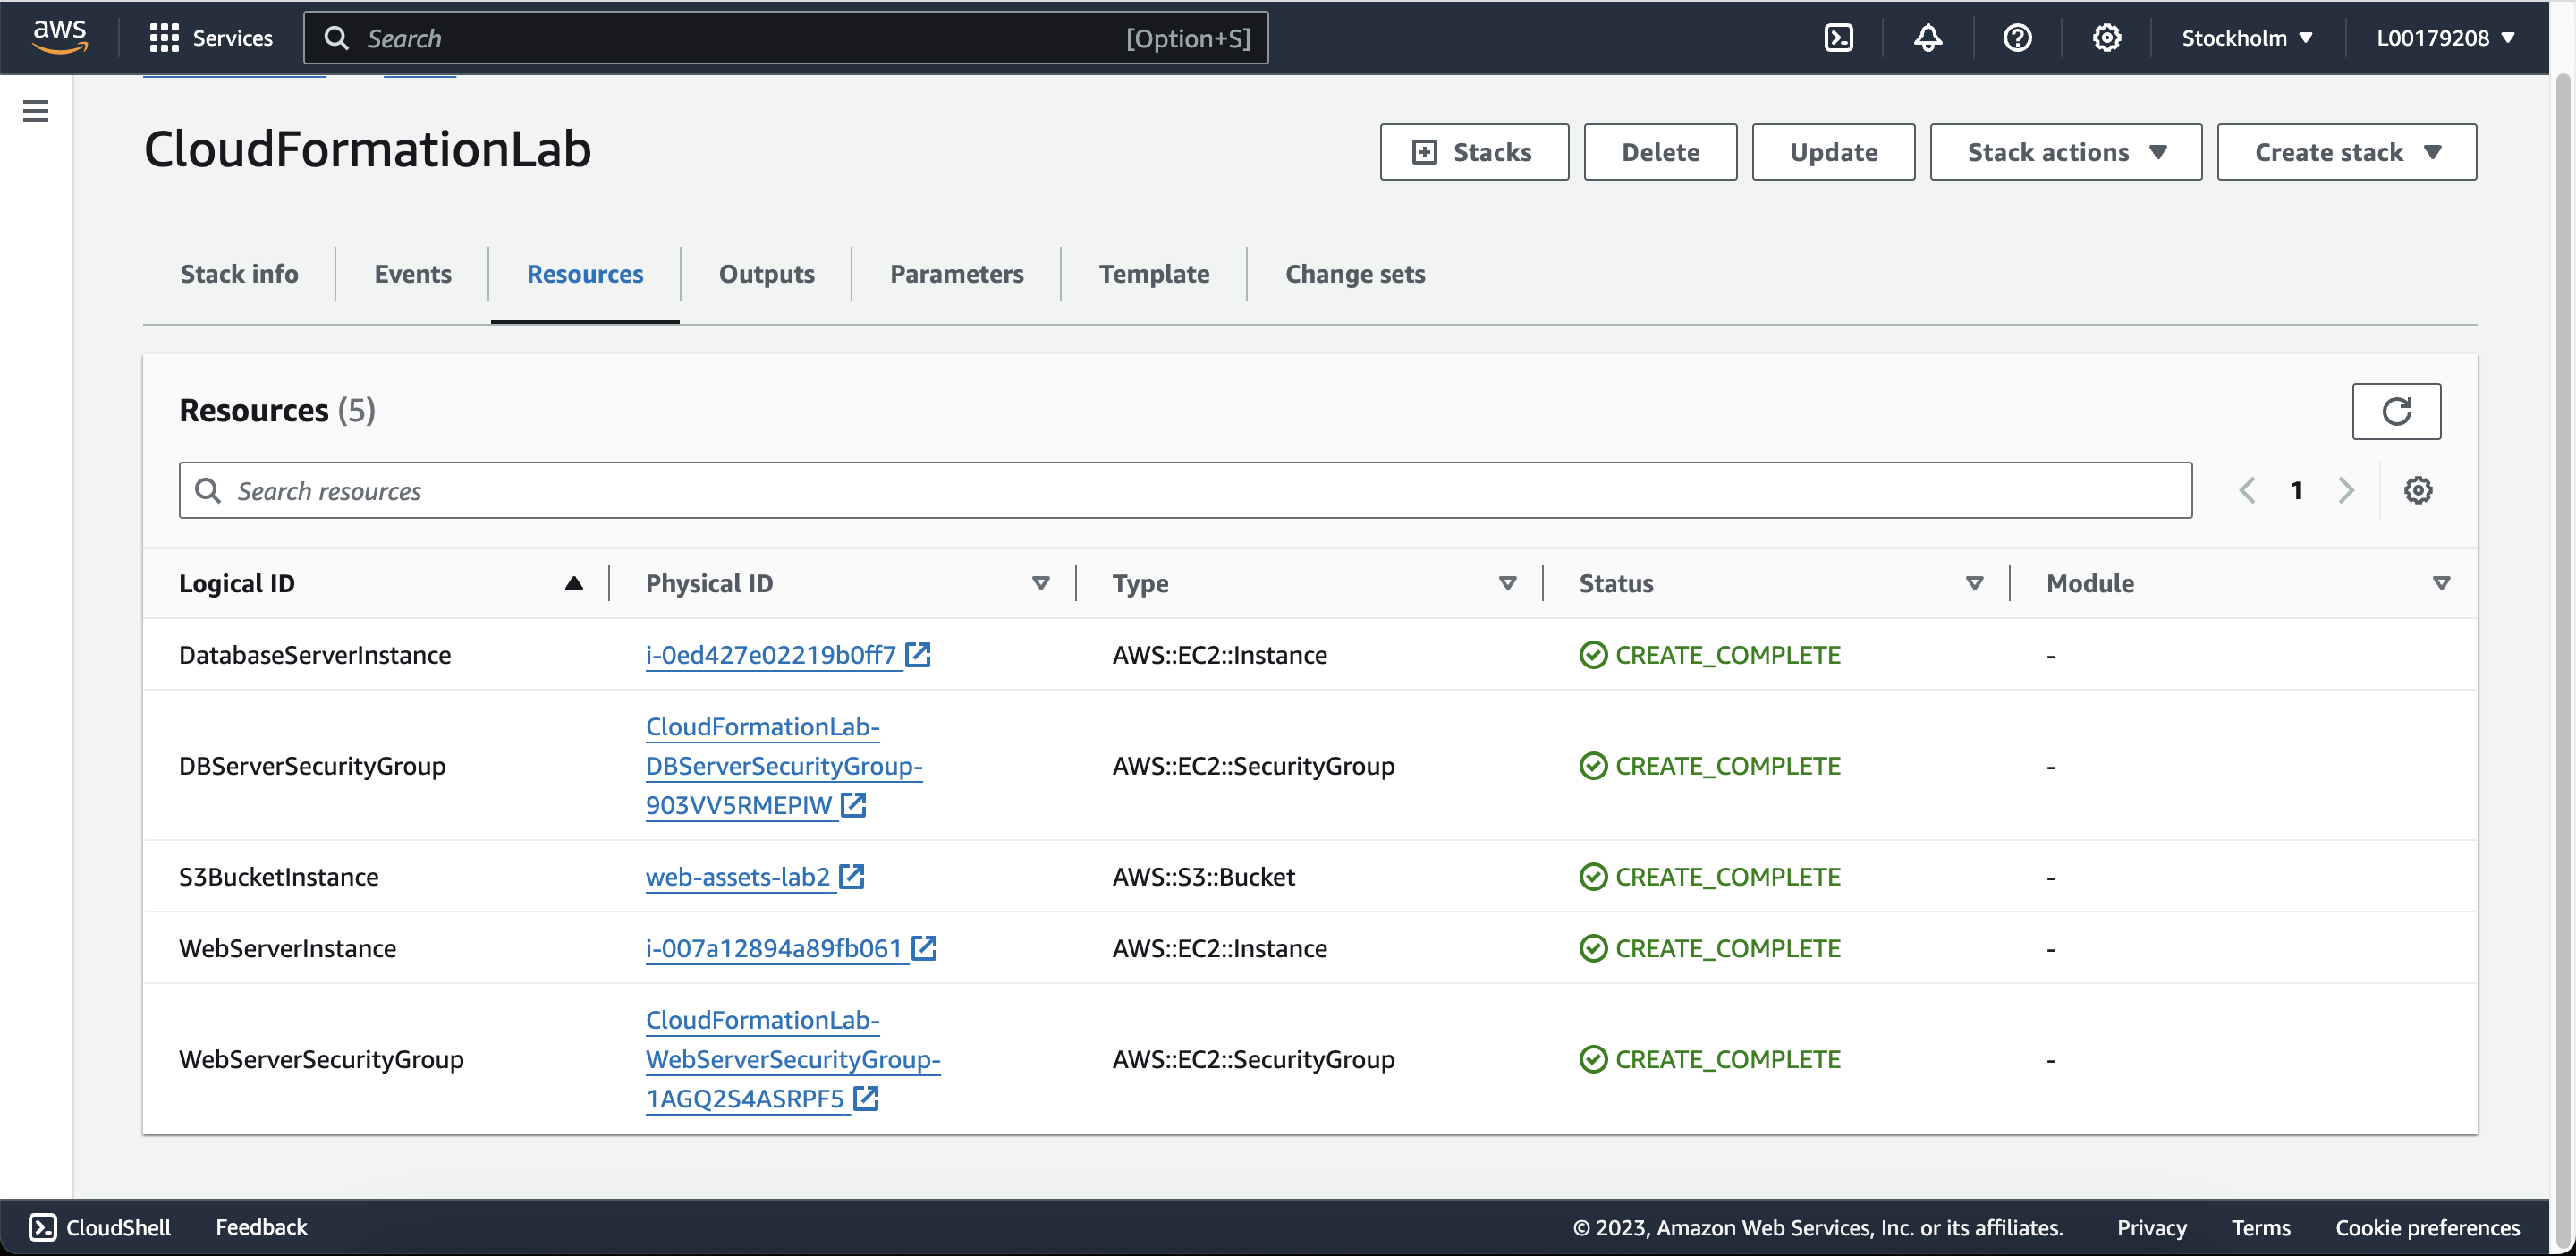 aws
Services
Search
[Option+S]
Stockholm
L00179208
CloudFormationLab
Stacks
Delete
Update
Stack actions
Create stack
Stack info
Events
Resources
Outputs
Parameters
Template
Change sets
Resources (5)
Search resources
1
Logical ID
Physical ID
Type
Status
Module
DatabaseServerInstance
i-0ed427e02219b0ff7
AWS::EC2::Instance
CREATE_COMPLETE
-
DBServerSecurityGroup
CloudFormationLab-
DBServerSecurityGroup-
903VV5RMEPIW
AWS::EC2::SecurityGroup
CREATE_COMPLETE
-
S3BucketInstance
web-assets-lab2
AWS::S3::Bucket
CREATE_COMPLETE
-
WebServerInstance
i-007a12894a89fb061
AWS::EC2::Instance
CREATE_COMPLETE
-
WebServerSecurityGroup
CloudFormationLab-
WebServerSecurityGroup-
1AGQ2S4ASRPF5
AWS::EC2::SecurityGroup
CREATE_COMPLETE
-
CloudShell
Feedback
© 2023, Amazon Web Services, Inc. or its affiliates.
Privacy
Terms
Cookie preferences